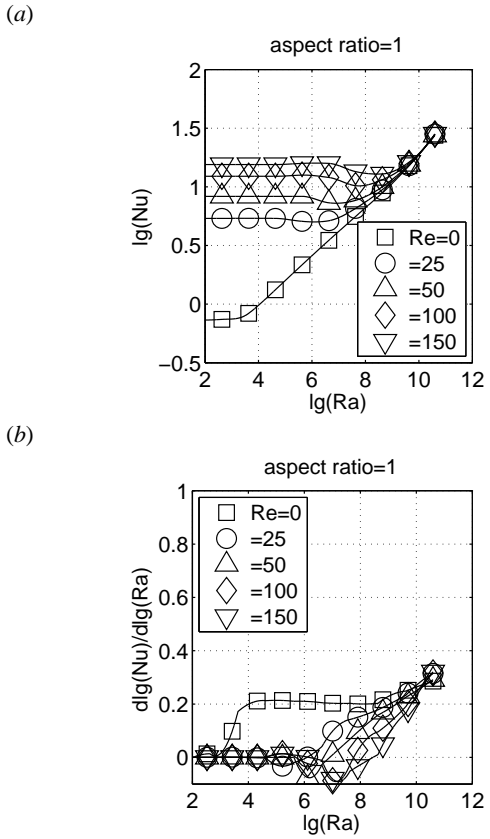 (a)
aspect ratio=1
2
1.5
1
0.5
0
−0.5
lg(Nu)
Re=0
=25
=50
=100
=150
2 4 6 8 10 12
lg(Ra)
(b)
aspect ratio=1
1
0.8
0.6
0.4
0.2
0
dlg(Nu)/dlg(Ra)
Re=0
=25
=50
=100
=150
2 4 6 8 10 12
lg(Ra)